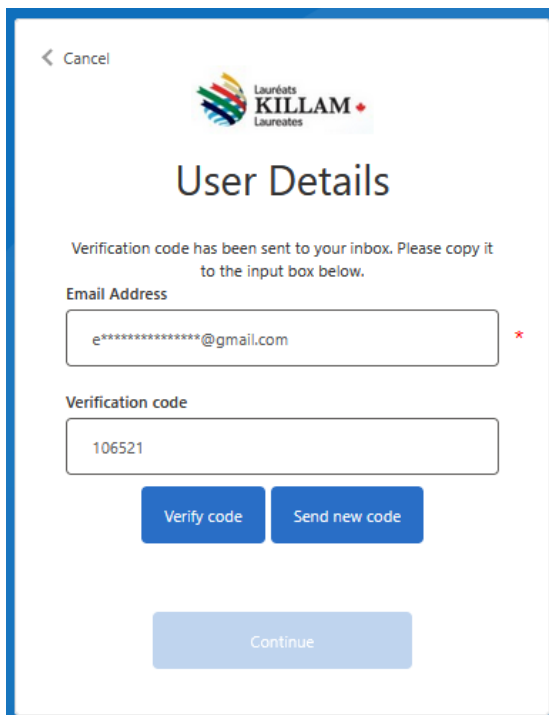 Cancel
Lauréats
KILLAM
Laureates
User Details
Verification code has been sent to your inbox. Please copy it
to the input box below.
Email Address
e***************@gmail.com
*
Verification code
106521
Verify code
Send new code
Continue